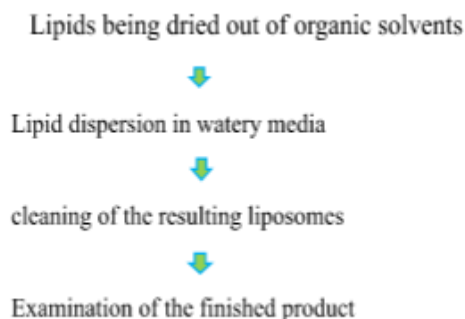 Lipids being dried out of organic solvents
Lipid dispersion in watery media
cleaning of the resulting liposomes
Examination of the finished product